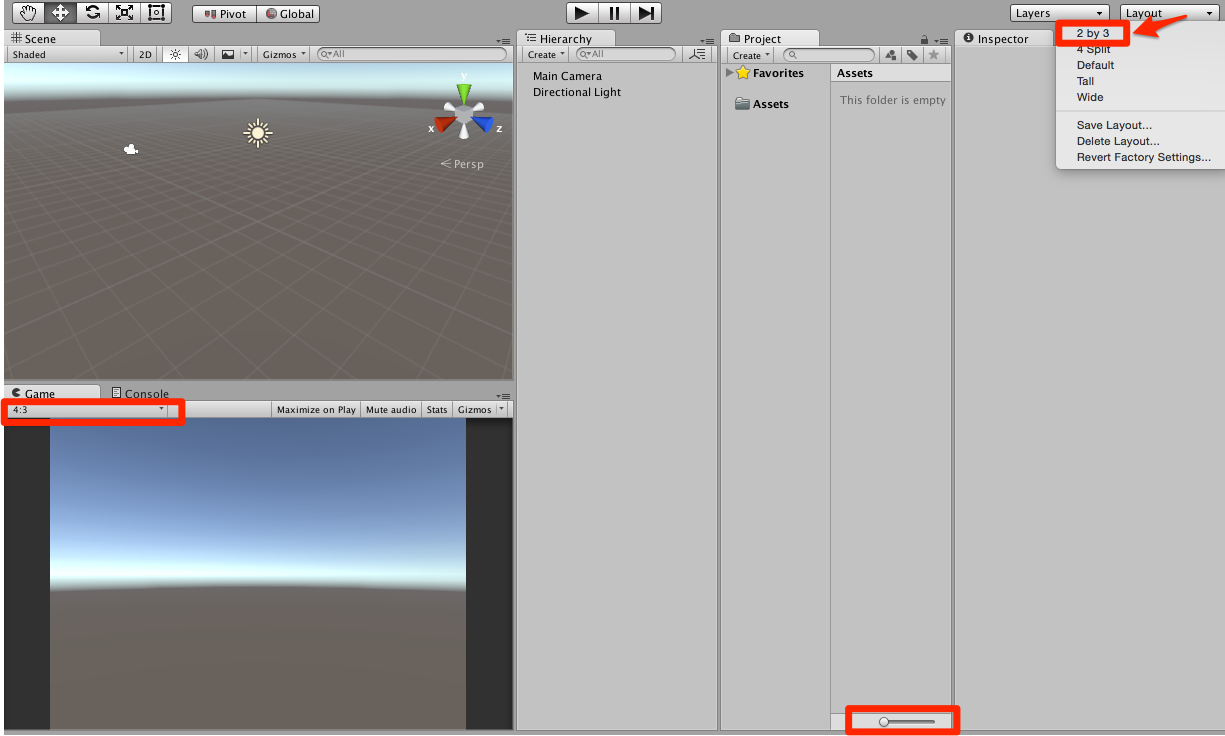 Pivot Global Layers Layout
Scene Hierarchy Project Inspector
Shaded 2D Gizmos All Create All Create
2 by 3
4 Split
Default
Tall
Wide
Save Layout...
Delete Layout...
Revert Factory Settings...
Main Camera
Directional Light
Favorites
Assets
Assets
This folder is empty
y
x z
Persp
Game Console
4:3 Maximize on Play Mute audio Stats Gizmos